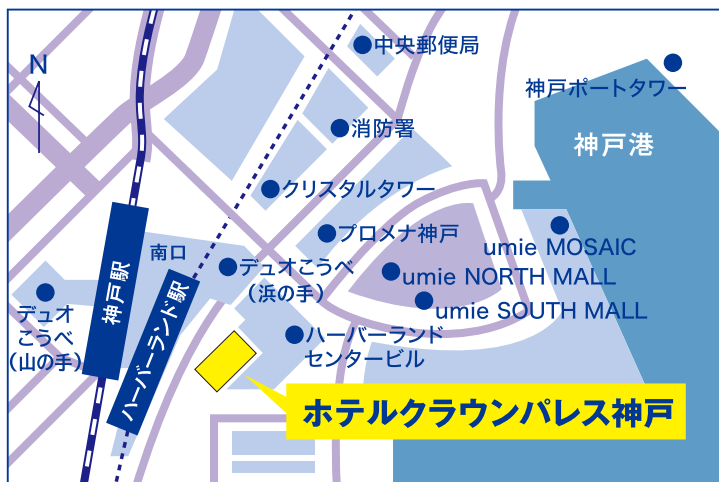 N
中央郵便局
神戸ポートタワー
消防署
神戸港
クリスタルタワー
プロメナ神戸
南口
umie MOSAIC
デュオこうべ
（浜の手）
umie NORTH MALL
神戸駅
ハーバーランド駅
umie SOUTH MALL
デュオ
こうべ
（山の手）
ハーバーランド
センタービル
ホテルクラウンパレス神戸